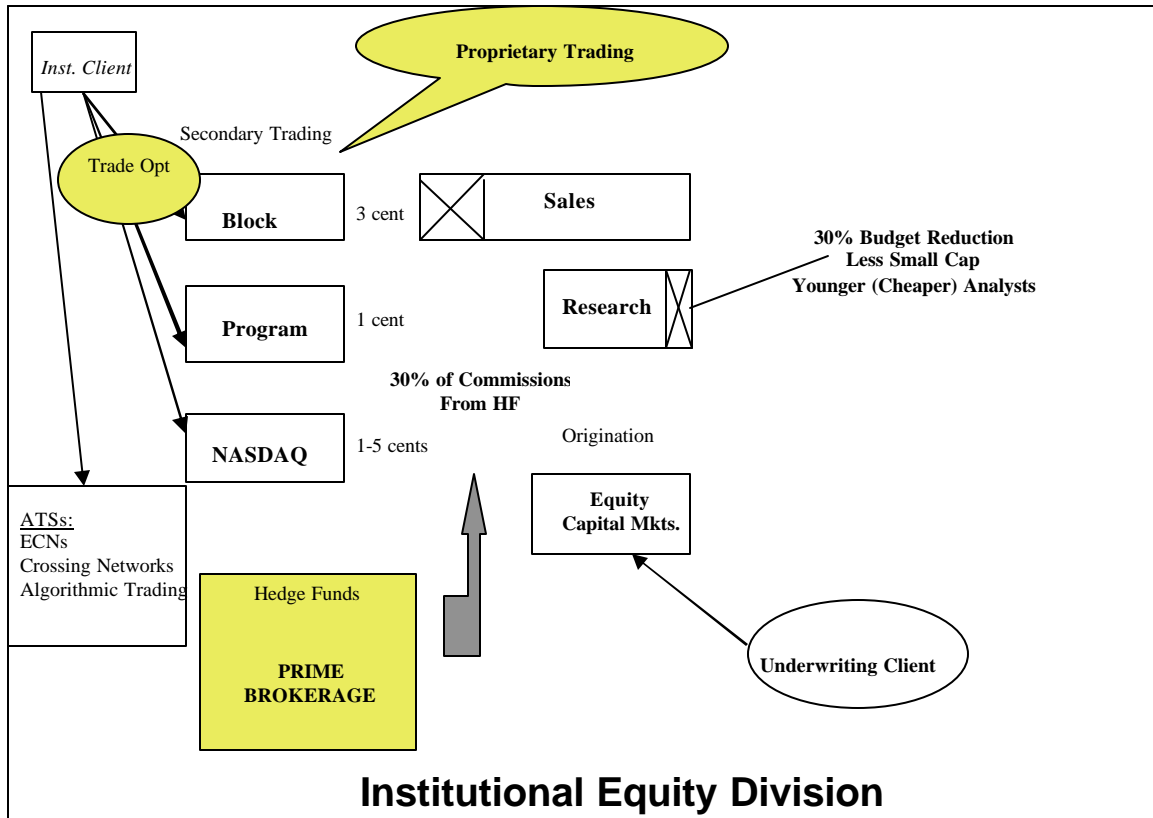 Inst. Client
Proprietary Trading
Secondary Trading
Trade Opt
Block
3 cent
Sales
30% Budget Reduction
Less Small Cap
Younger (Cheaper) Analysts
Research
Program
1 cent
30% of Commissions
From HF
NASDAQ
1-5 cents
Origination
Equity
Capital Mkts.
ATSs:
ECNs
Crossing Networks
Algorithmic Trading
Hedge Funds
PRIME
BROKERAGE
Underwriting Client
Institutional Equity Division